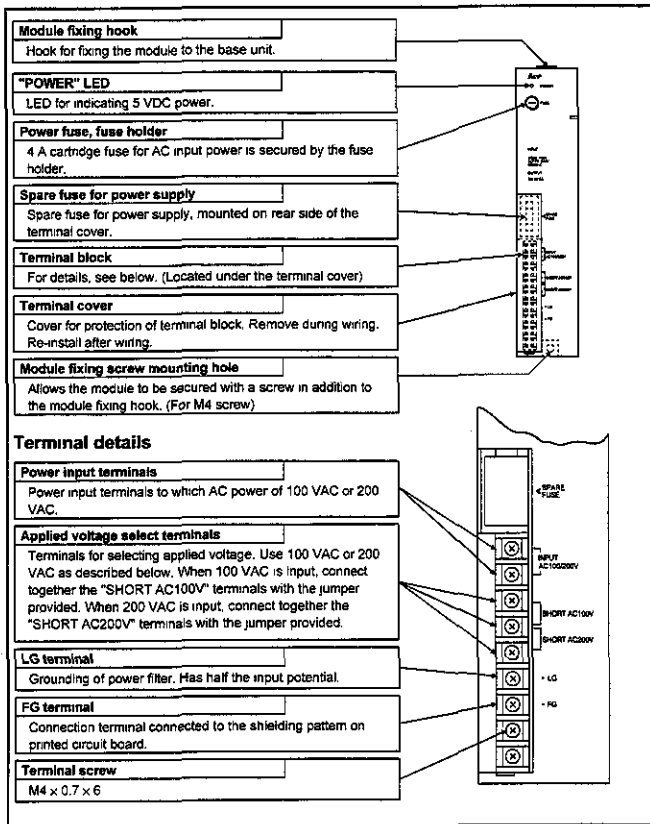 Module fixing hook
Hook for fixing the module to the base unit.
"POWER" LED
LED for indicating 5 VDC power.
Power fuse, fuse holder
4 A cartridge fuse for AC input power is secured by the fuse
holder.
Spare fuse for power supply
Spare fuse for power supply, mounted on rear side of the
terminal cover.
Terminal block
For details, see below. (Located under the terminal cover)
Terminal cover
Cover for protection of terminal block. Remove during wiring.
Re-install after wiring.
Module fixing screw mounting hole
Allows the module to be secured with a screw in addition to
the module fixing hook. (For M4 screw)
Terminal details
Power input terminals
Power input terminals to which AC power of 100 VAC or 200
VAC.
Applied voltage select terminals
Terminals for selecting applied voltage. Use 100 VAC or 200
VAC as described below. When 100 VAC is input, connect
together the "SHORT AC100V" terminals with the jumper
provided. When 200 VAC is input, connect together the
"SHORT AC200V" terminals with the jumper provided.
LG terminal
Grounding of power filter. Has half the input potential.
FG terminal
Connection terminal connected to the shielding pattern on
printed circuit board.
Terminal screw
M4 x 0.7 x 6
SPARE
FUSE
INPUT
AC100/200V
SHORT AC100V
SHORT AC200V
LG
FG